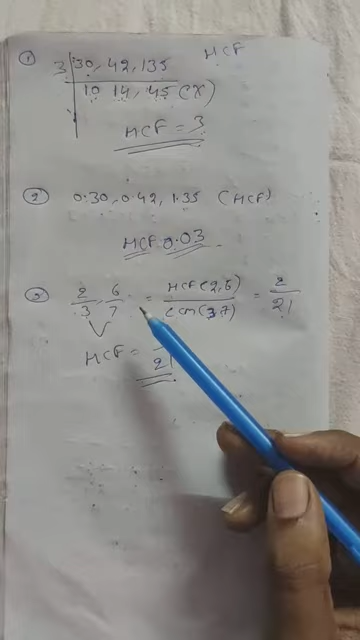 ① 3 | 30, 42, 135 HCF
10 14, 45 (X)
HCF = 3
② 0.30, 0.42, 1.35 (HCF)
HCF 0.03
③ 2/3, 6/7 = HCF(2,6)/LCM(3,7) = 2/21
HCF = /21